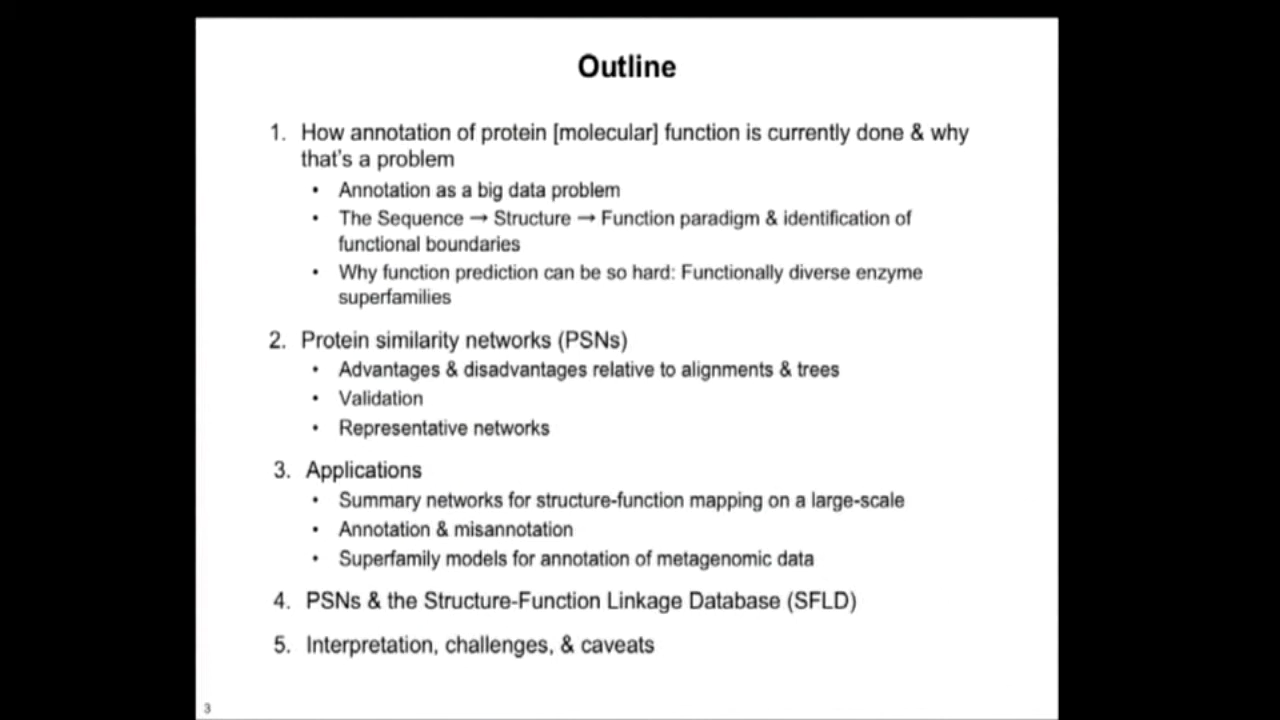 Outline
1. How annotation of protein [molecular] function is currently done & why
that's a problem
• Annotation as a big data problem
• The Sequence → Structure → Function paradigm & identification of
functional boundaries
• Why function prediction can be so hard: Functionally diverse enzyme
superfamilies
2. Protein similarity networks (PSNs)
• Advantages & disadvantages relative to alignments & trees
• Validation
• Representative networks
3. Applications
• Summary networks for structure-function mapping on a large-scale
• Annotation & misannotation
• Superfamily models for annotation of metagenomic data
4. PSNs & the Structure-Function Linkage Database (SFLD)
5. Interpretation, challenges, & caveats
3